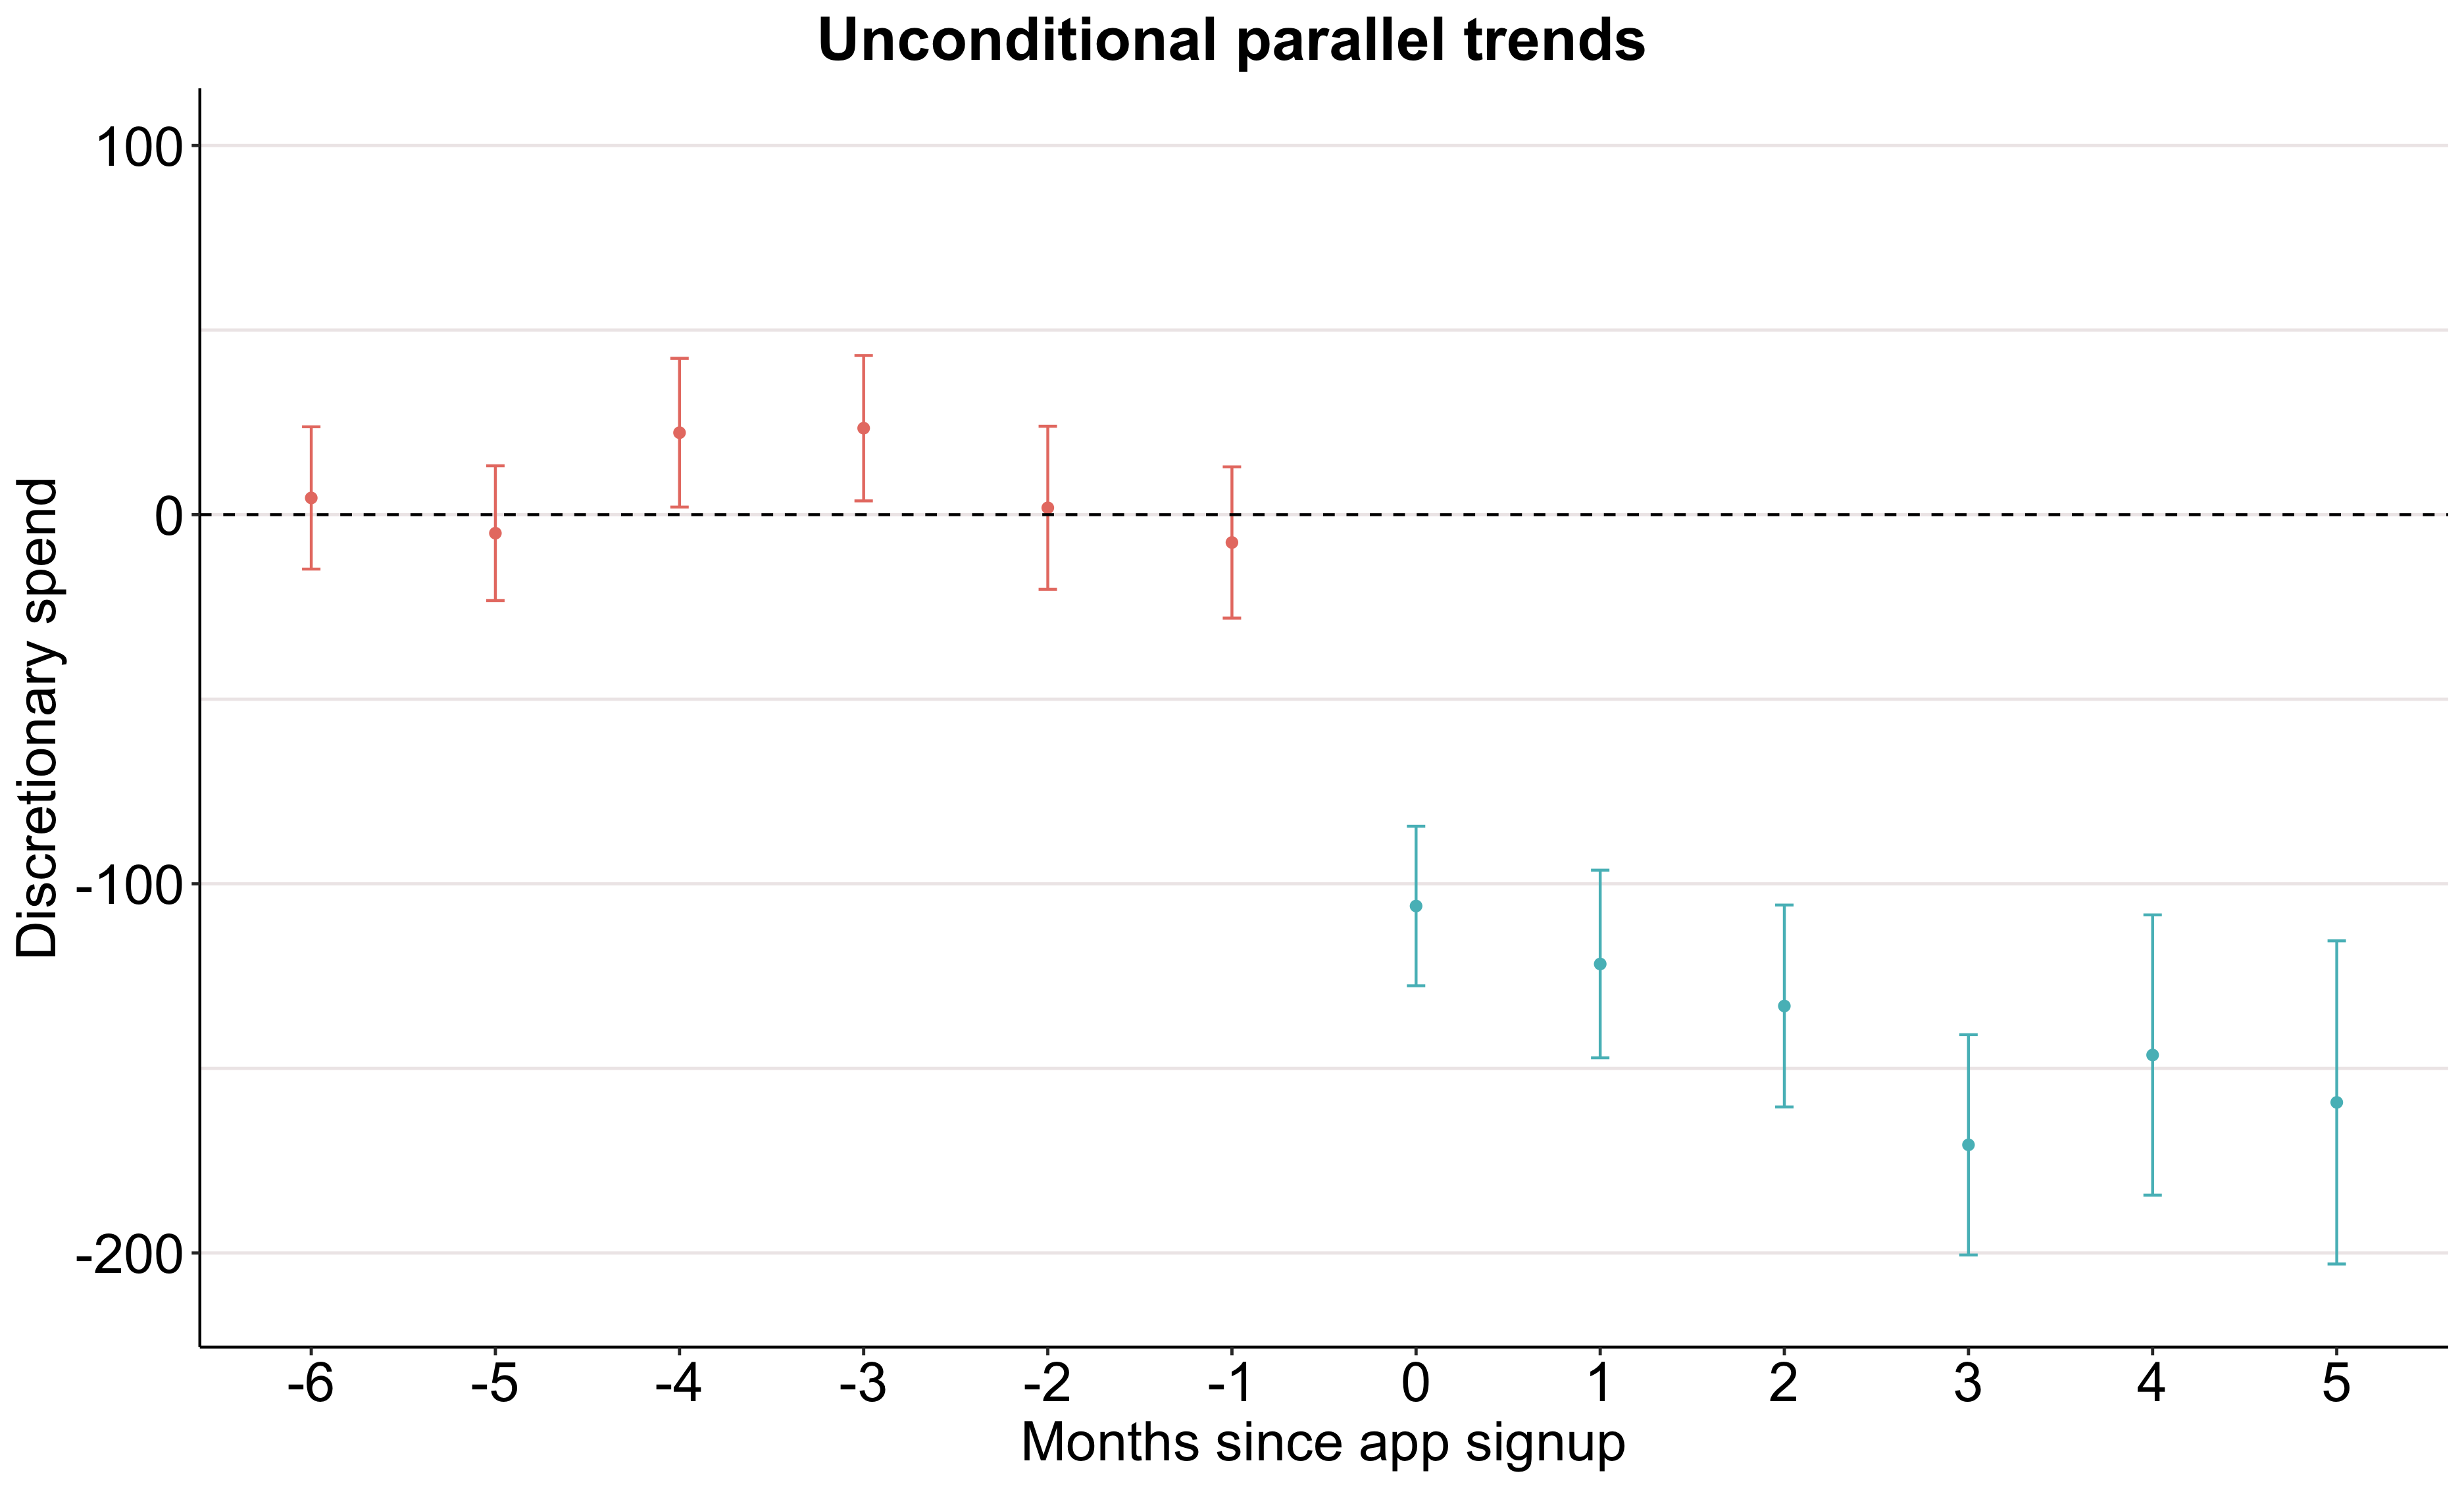 Unconditional parallel trends
Discretionary spend
100
0
-100
-200
-6 -5 -4 -3 -2 -1 0 1 2 3 4 5
Months since app signup